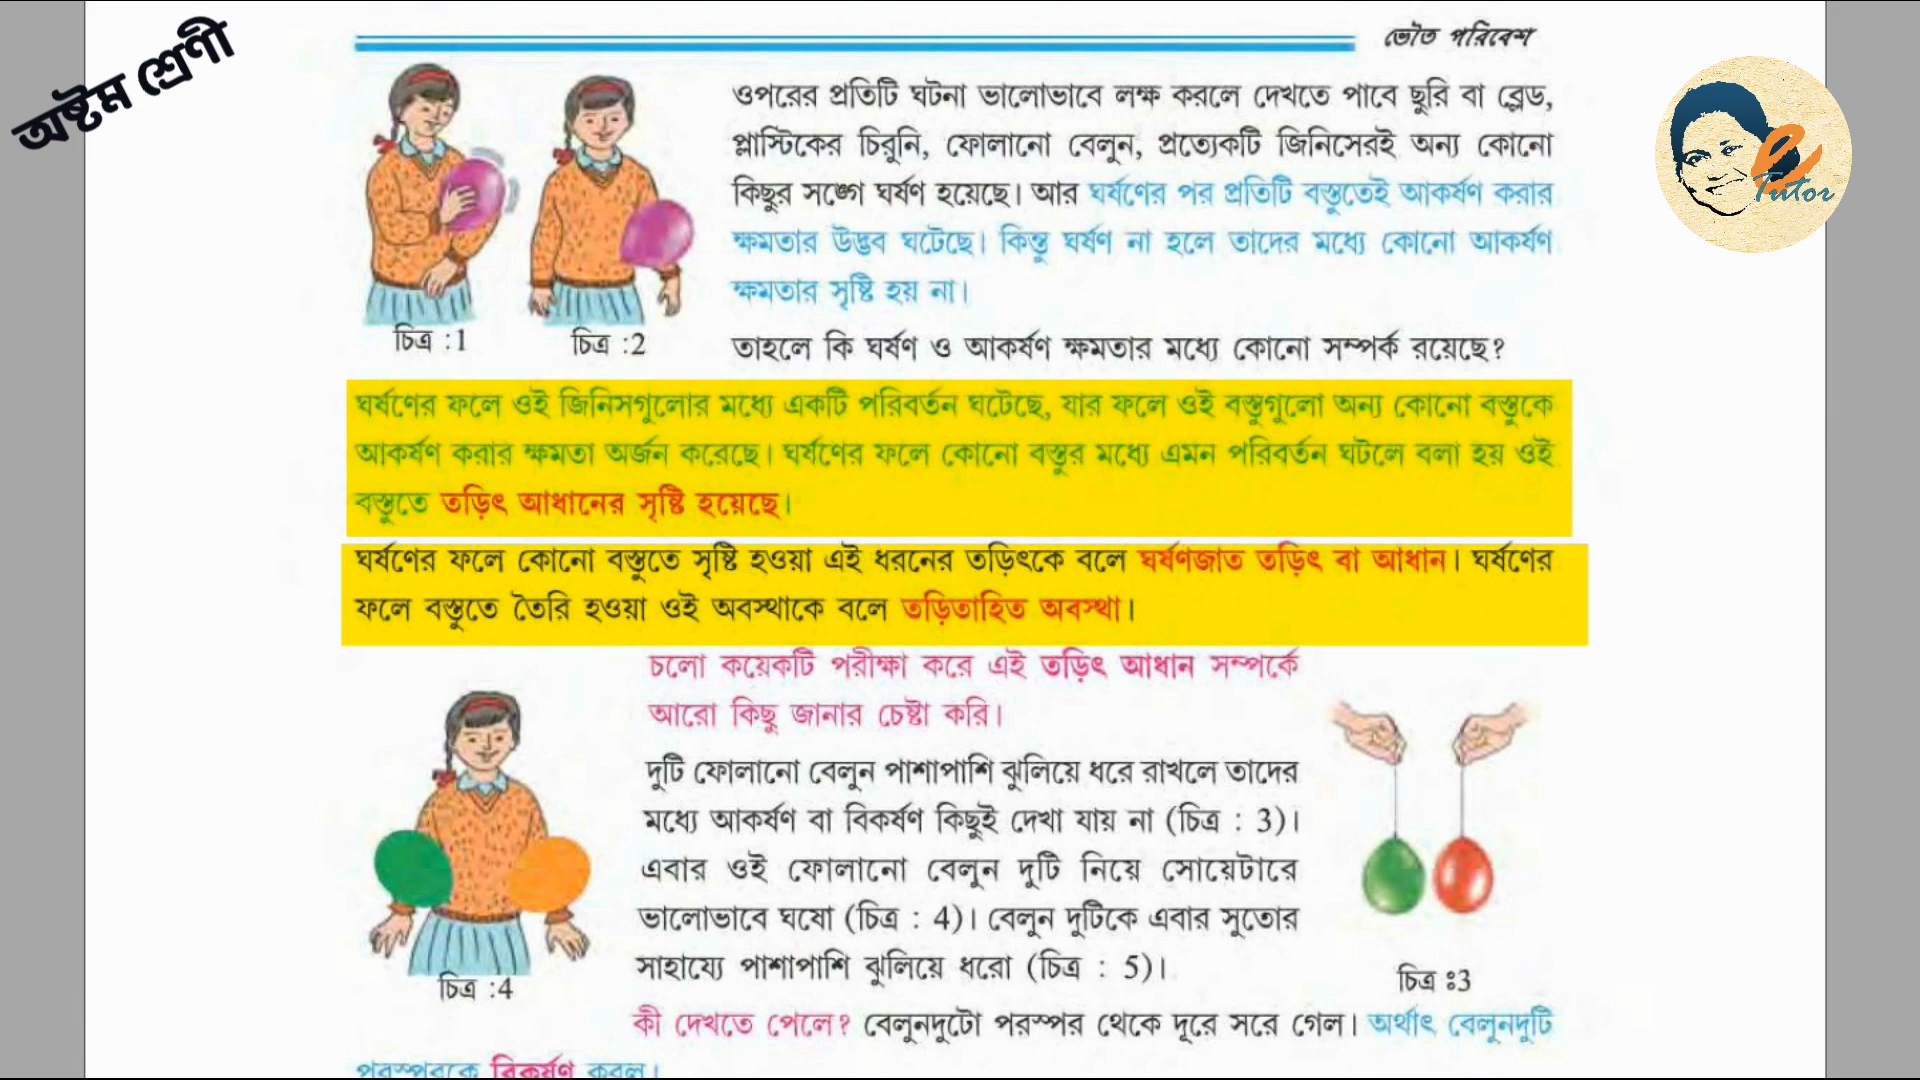 অষ্টম শ্রেণী
ভৌত পরিবেশ
ওপরের প্রতিটি ঘটনা ভালোভাবে লক্ষ করলে দেখতে পাবে ছুরি বা ব্লেড,
প্লাস্টিকের চিরুনি, ফোলানো বেলুন, প্রত্যেকটি জিনিসেরই অন্য কোনো
কিছুর সঙ্গে ঘর্ষণ হয়েছে। আর ঘর্ষণের পর প্রতিটি বস্তুতেই আকর্ষণ করার
ক্ষমতার উদ্ভব ঘটেছে। কিন্তু ঘর্ষণ না হলে তাদের মধ্যে কোনো আকর্ষণ
ক্ষমতার সৃষ্টি হয় না।
চিত্র :1
চিত্র :2
তাহলে কি ঘর্ষণ ও আকর্ষণ ক্ষমতার মধ্যে কোনো সম্পর্ক রয়েছে?
ঘর্ষণের ফলে ওই জিনিসগুলোর মধ্যে একটি পরিবর্তন ঘটেছে, যার ফলে ওই বস্তুগুলো অন্য কোনো বস্তুকে
আকর্ষণ করার ক্ষমতা অর্জন করেছে। ঘর্ষণের ফলে কোনো বস্তুর মধ্যে এমন পরিবর্তন ঘটলে বলা হয় ওই
বস্তুতে তড়িৎ আধানের সৃষ্টি হয়েছে।
ঘর্ষণের ফলে কোনো বস্তুতে সৃষ্টি হওয়া এই ধরনের তড়িৎকে বলে ঘর্ষণজাত তড়িৎ বা আধান। ঘর্ষণের
ফলে বস্তুতে তৈরি হওয়া ওই অবস্থাকে বলে তড়িতাহিত অবস্থা।
চলো কয়েকটি পরীক্ষা করে এই তড়িৎ আধান সম্পর্কে
আরো কিছু জানার চেষ্টা করি।
দুটি ফোলানো বেলুন পাশাপাশি ঝুলিয়ে ধরে রাখলে তাদের
মধ্যে আকর্ষণ বা বিকর্ষণ কিছুই দেখা যায় না (চিত্র : 3)।
এবার ওই ফোলানো বেলুন দুটি নিয়ে সোয়েটারে
ভালোভাবে ঘষো (চিত্র : 4)। বেলুন দুটিকে এবার সুতোর
সাহায্যে পাশাপাশি ঝুলিয়ে ধরো (চিত্র : 5)।
চিত্র :4
চিত্র ঃ3
কী দেখতে পেলে? বেলুনদুটো পরস্পর থেকে দূরে সরে গেল। অর্থাৎ বেলুনদুটি
পরস্পরকে বিকর্ষণ করল।
e Tutor